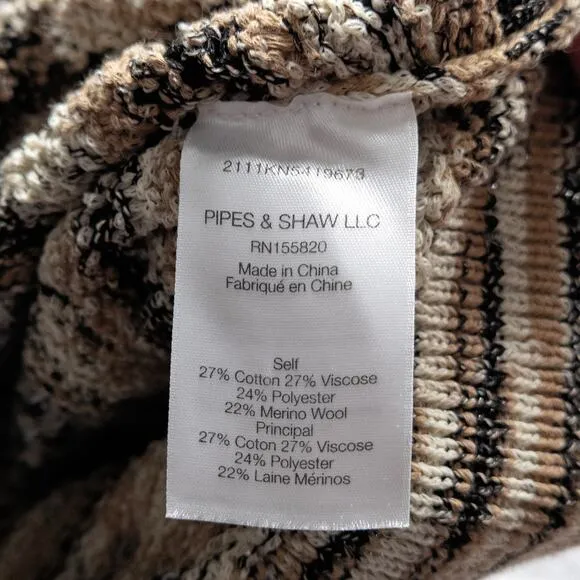 2111KN5419673
PIPES & SHAW LLC
RN155820
Made in China
Fabriqué en Chine
Self
27% Cotton 27% Viscose
24% Polyester
22% Merino Wool
Principal
27% Coton 27% Viscose
24% Polyester
22% Laine Mérinos